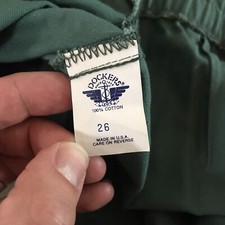 DOCKERS
100% COTTON
26
MADE IN U.S.A.
CARE ON REVERSE